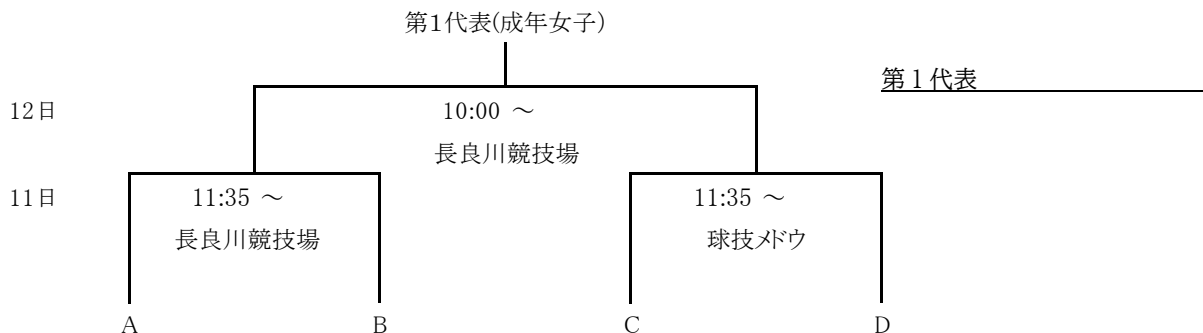 第1代表(成年女子)
第１代表
12日
10:00 ～
長良川競技場
11日
11:35 ～
11:35 ～
長良川競技場
球技メドウ
A
B
C
D